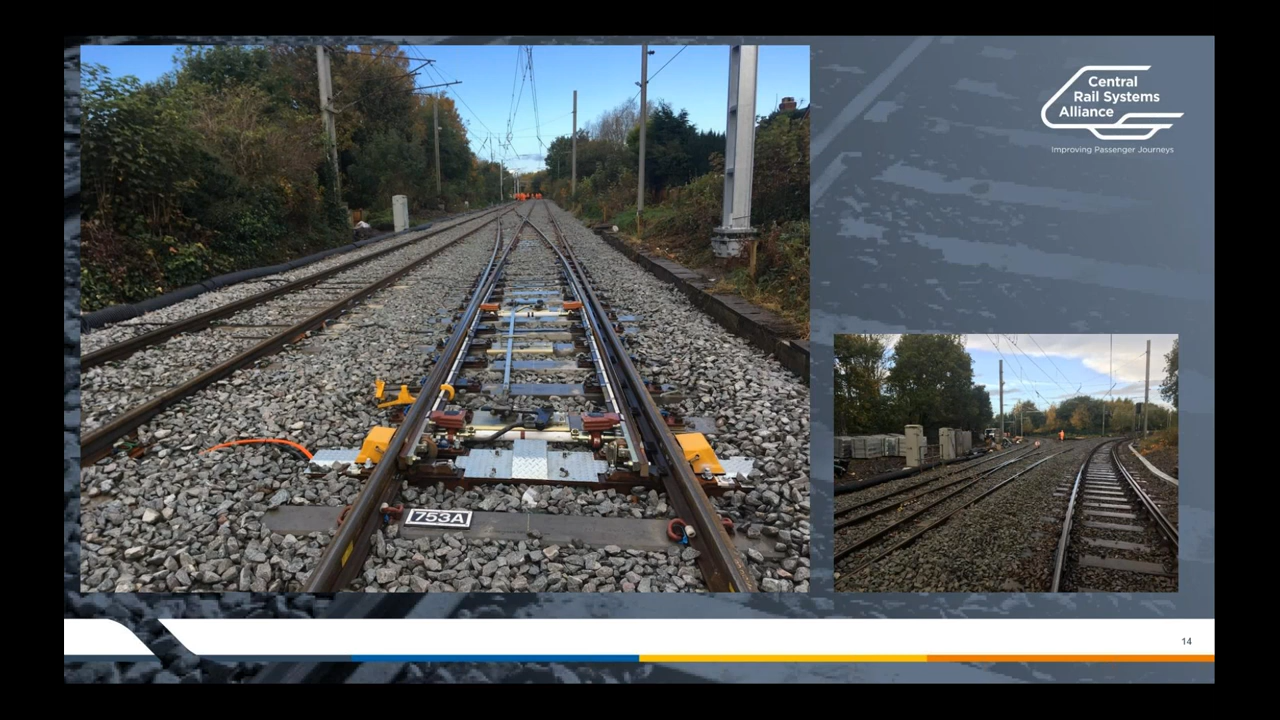 Central
Rail Systems
Alliance
Improving Passenger Journeys
753A
14